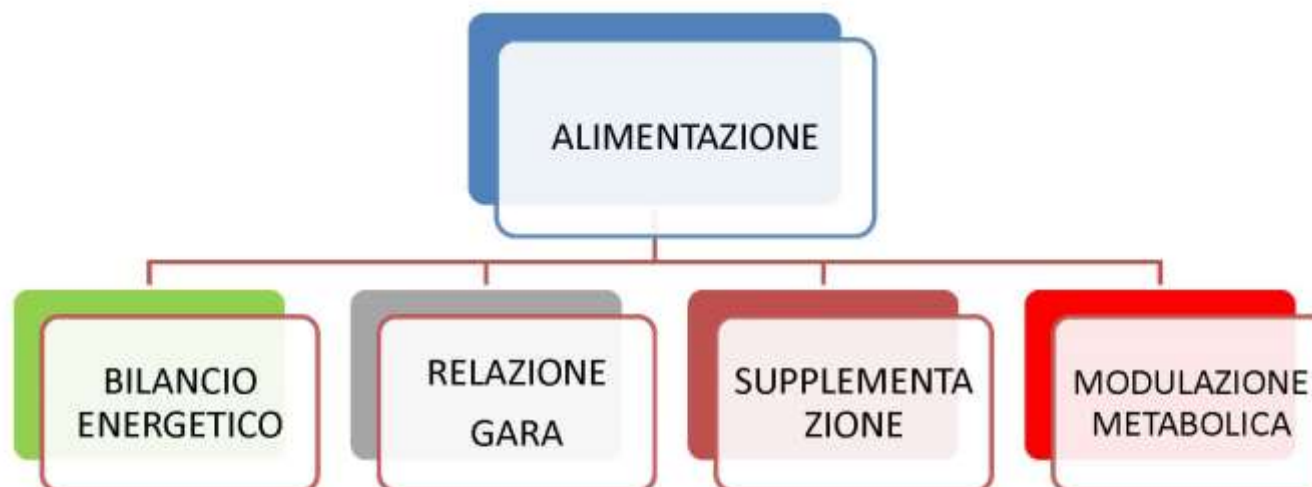 ALIMENTAZIONE
BILANCIO
ENERGETICO
RELAZIONE
GARA
SUPPLEMENTA
ZIONE
MODULAZIONE
METABOLICA